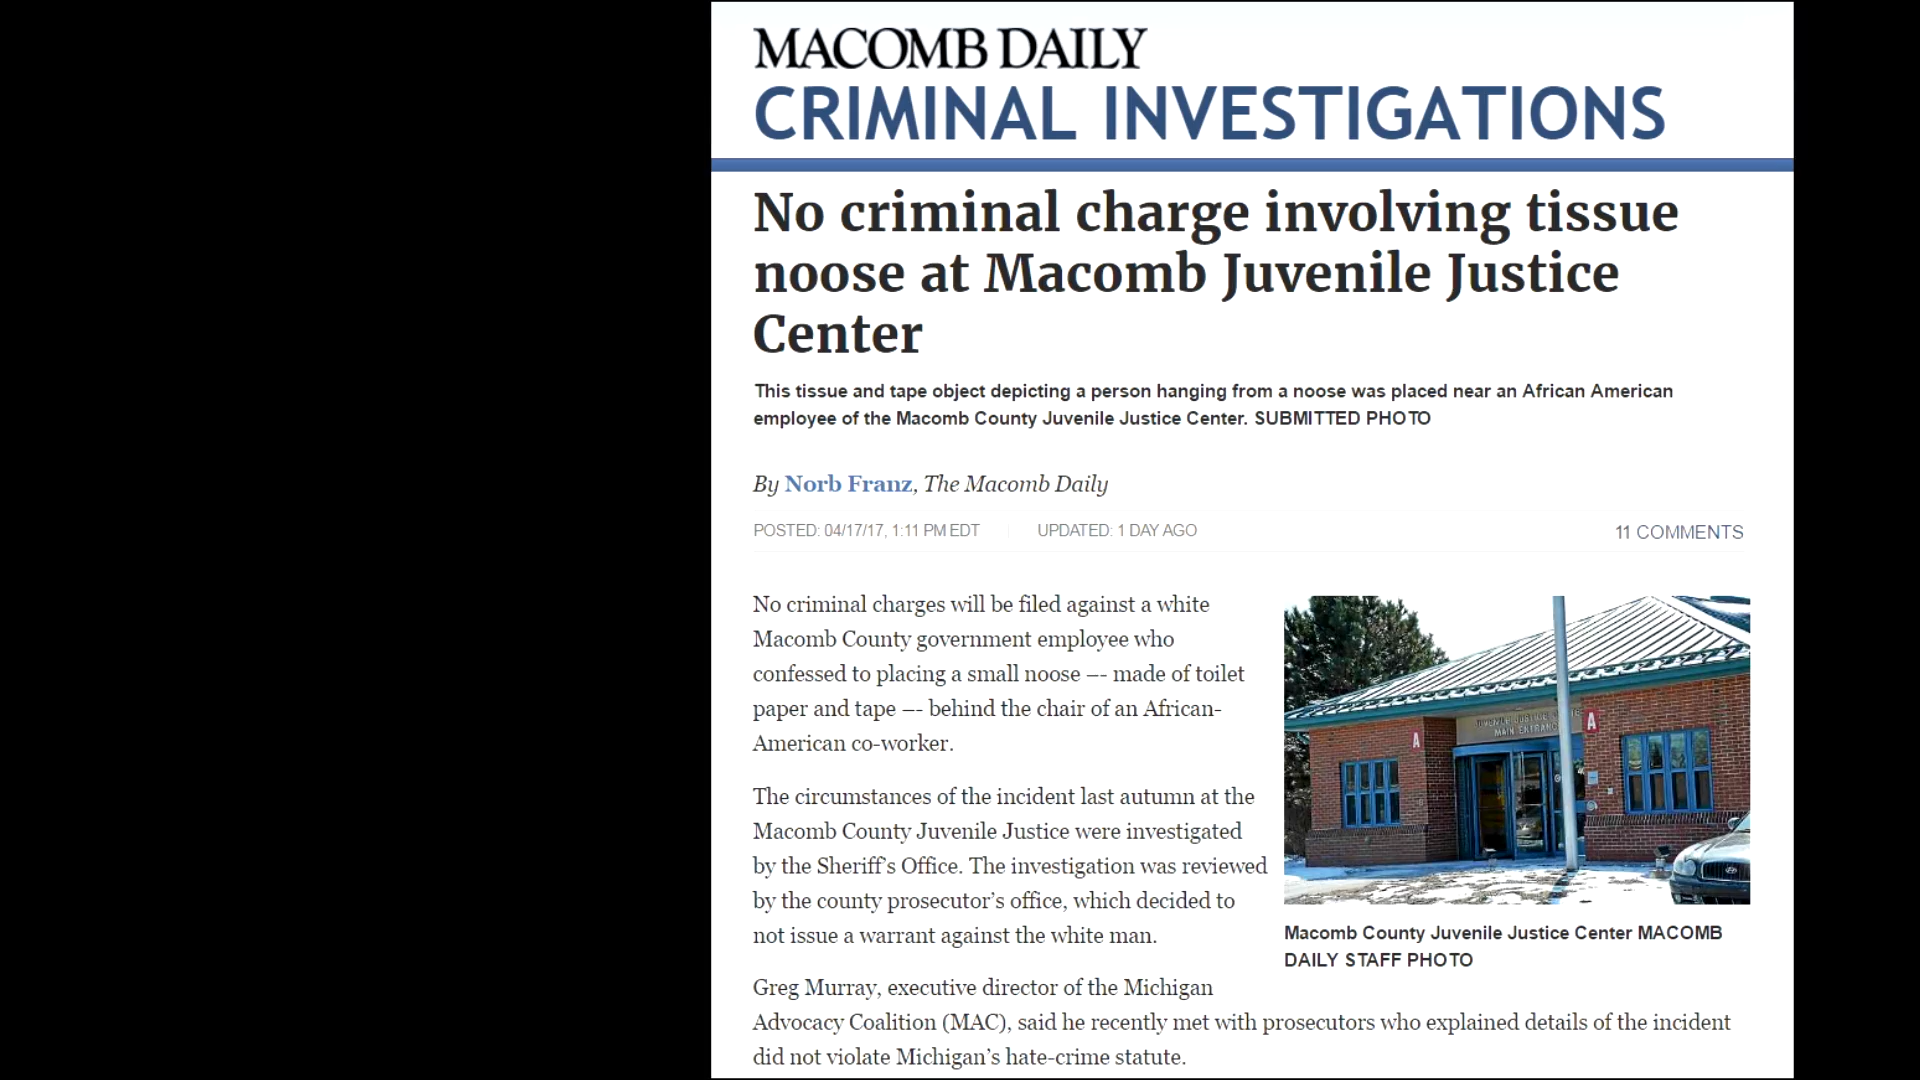 MACOMB DAILY
CRIMINAL INVESTIGATIONS
No criminal charge involving tissue
noose at Macomb Juvenile Justice
Center
This tissue and tape object depicting a person hanging from a noose was placed near an African American
employee of the Macomb County Juvenile Justice Center. SUBMITTED PHOTO
By Norb Franz, The Macomb Daily
POSTED: 04/17/17, 1:11 PM EDT
UPDATED: 1 DAY AGO
11 COMMENTS
No criminal charges will be filed against a white
Macomb County government employee who
confessed to placing a small noose –- made of toilet
paper and tape –- behind the chair of an African-
American co-worker.
The circumstances of the incident last autumn at the
Macomb County Juvenile Justice were investigated
by the Sheriff’s Office. The investigation was reviewed
by the county prosecutor’s office, which decided to
not issue a warrant against the white man.
Greg Murray, executive director of the Michigan
Advocacy Coalition (MAC), said he recently met with prosecutors who explained details of the incident
did not violate Michigan’s hate-crime statute.
A
JUVENILE JUSTICE
MAIN ENTRANCE
A
Macomb County Juvenile Justice Center MACOMB
DAILY STAFF PHOTO